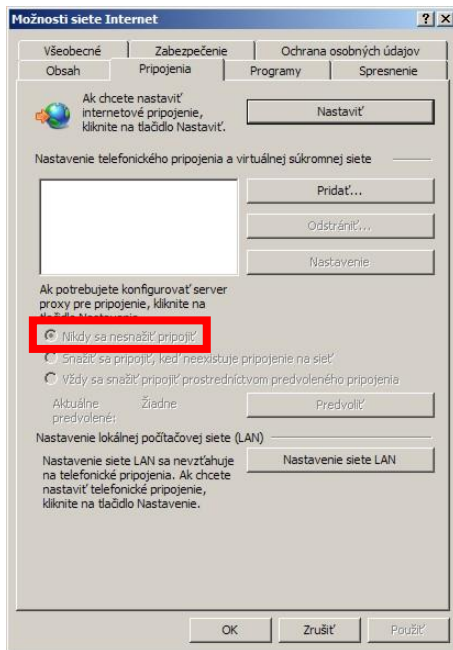 Možnosti siete Internet
Všeobecné Zabezpečenie Ochrana osobných údajov
Obsah Pripojenia Programy Spresnenie
Ak chcete nastaviť
internetové pripojenie,
kliknite na tlačidlo Nastaviť.
Nastaviť
Nastavenie telefonického pripojenia a virtuálnej súkromnej siete
Pridať...
Odstrániť...
Nastavenie
Ak potrebujete konfigurovať server
proxy pre pripojenie, kliknite na
tlačidlo Nastavenie.
Nikdy sa nesnažiť pripojiť
Snažiť sa pripojiť, keď neexistuje pripojenie na sieť
Vždy sa snažiť pripojiť prostredníctvom predvoleného pripojenia
Aktuálne
predvolené:
Žiadne
Predvoliť
Nastavenie lokálnej počítačovej siete (LAN)
Nastavenie siete LAN sa nevzťahuje
na telefonické pripojenia. Ak chcete
nastaviť telefonické pripojenie,
kliknite na tlačidlo Nastavenie.
Nastavenie siete LAN
OK Zrušiť Použiť